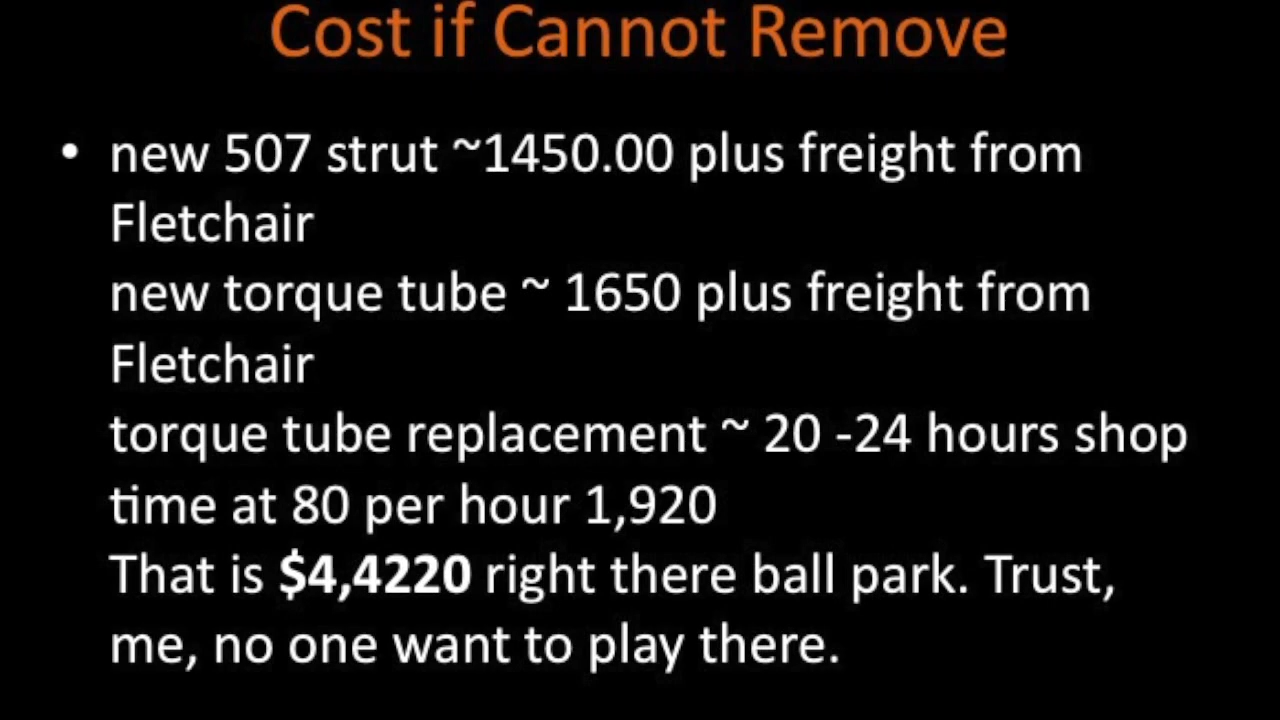 Cost if Cannot Remove
• new 507 strut ~1450.00 plus freight from
Fletchair
new torque tube ~ 1650 plus freight from
Fletchair
torque tube replacement ~ 20 -24 hours shop
time at 80 per hour 1,920
That is $4,4220 right there ball park. Trust,
me, no one want to play there.